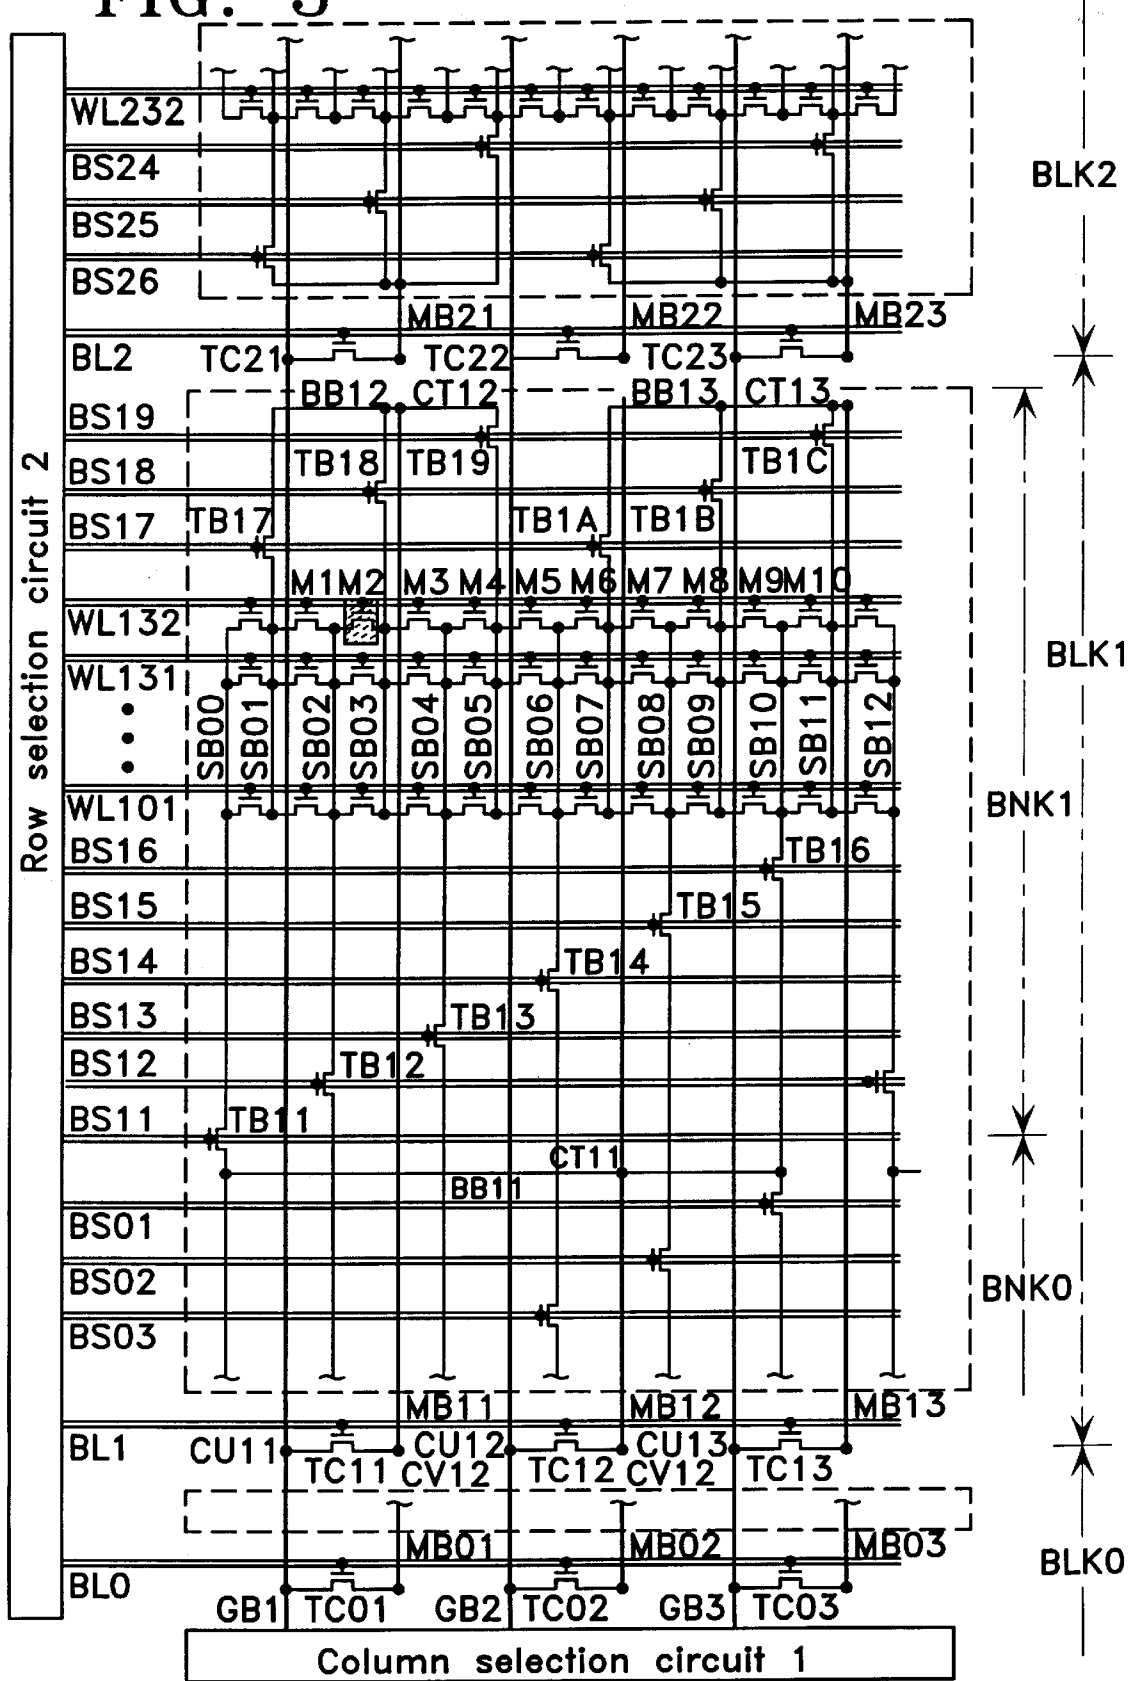 FIG. 3
WL232
BS24
BLK2
BS25
BS26
MB21 MB22 MB23
BL2 TC21 TC22 TC23
BB12 CT12 BB13 CT13
BS19
TB18 TB19 TB1C
BS18
BS17 TB17 TB1A TB1B
M1 M2 M3 M4 M5 M6 M7 M8 M9 M10
WL132
BLK1
WL131
SB00 SB01 SB02 SB03 SB04 SB05 SB06 SB07 SB08 SB09 SB10 SB11 SB12
Row selection circuit 2
WL101
BNK1
BS16 TB16
BS15 TB15
BS14 TB14
BS13 TB13
BS12 TB12
BS11 TB11
CT11
BB11
BS01
BS02
BNK0
BS03
MB11 MB12 MB13
BL1 CU11 TC11 CU12 TC12 CU13 TC13
CV12 CV12
MB01 MB02 MB03
BLK0
BL0
GB1 TC01 GB2 TC02 GB3 TC03
Column selection circuit 1